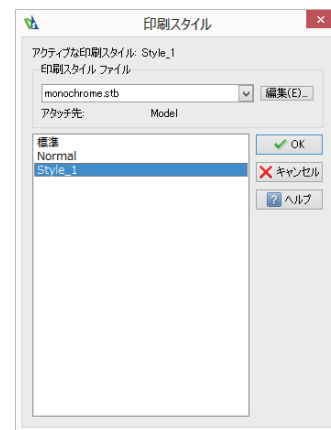 印刷スタイル
アクティブな印刷スタイル: Style_1
印刷スタイル ファイル
monochrome.stb
編集(E)...
アタッチ先: Model
標準
Normal
Style_1
OK
キャンセル
ヘルプ